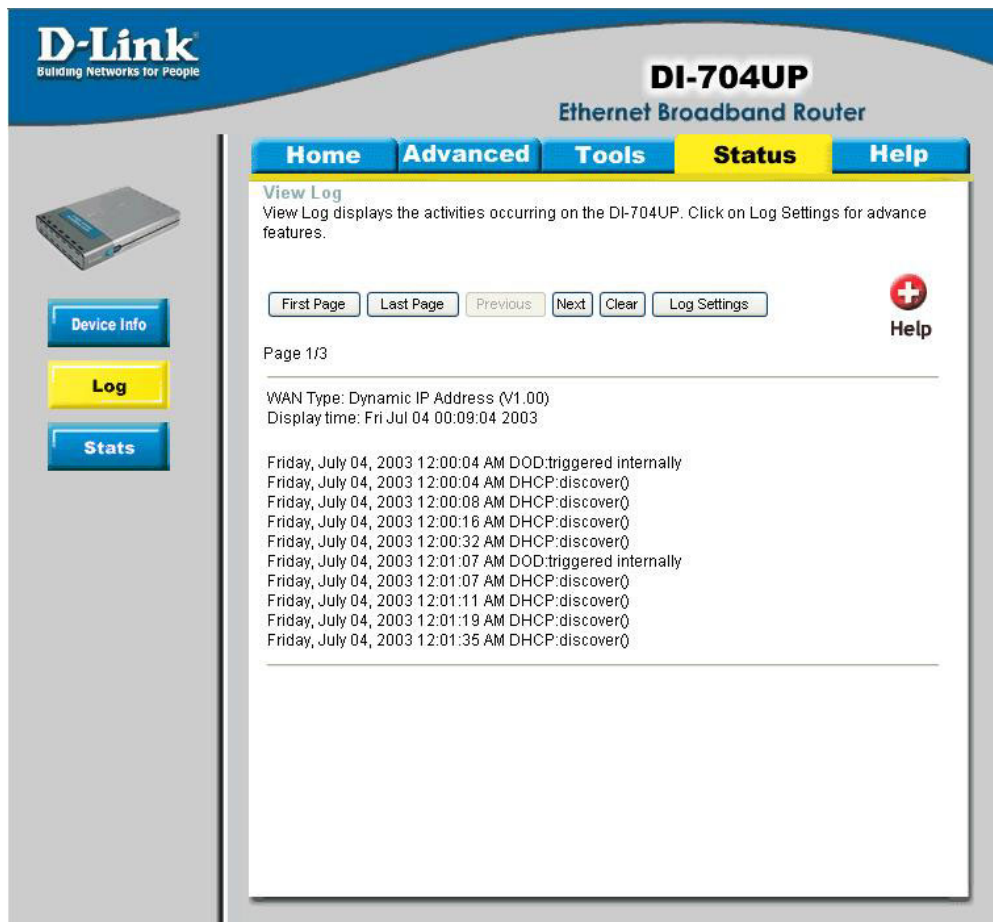 D-Link
Building Networks for People
DI-704UP
Ethernet Broadband Router
Home Advanced Tools Status Help
Device Info
Log
Stats
View Log
View Log displays the activities occurring on the DI-704UP. Click on Log Settings for advance
features.
First Page Last Page Previous Next Clear Log Settings
Help
Page 1/3
WAN Type: Dynamic IP Address (V1.00)
Display time: Fri Jul 04 00:09:04 2003
Friday, July 04, 2003 12:00:04 AM DOD:triggered internally
Friday, July 04, 2003 12:00:04 AM DHCP:discover()
Friday, July 04, 2003 12:00:08 AM DHCP:discover()
Friday, July 04, 2003 12:00:16 AM DHCP:discover()
Friday, July 04, 2003 12:00:32 AM DHCP:discover()
Friday, July 04, 2003 12:01:07 AM DOD:triggered internally
Friday, July 04, 2003 12:01:07 AM DHCP:discover()
Friday, July 04, 2003 12:01:11 AM DHCP:discover()
Friday, July 04, 2003 12:01:19 AM DHCP:discover()
Friday, July 04, 2003 12:01:35 AM DHCP:discover()